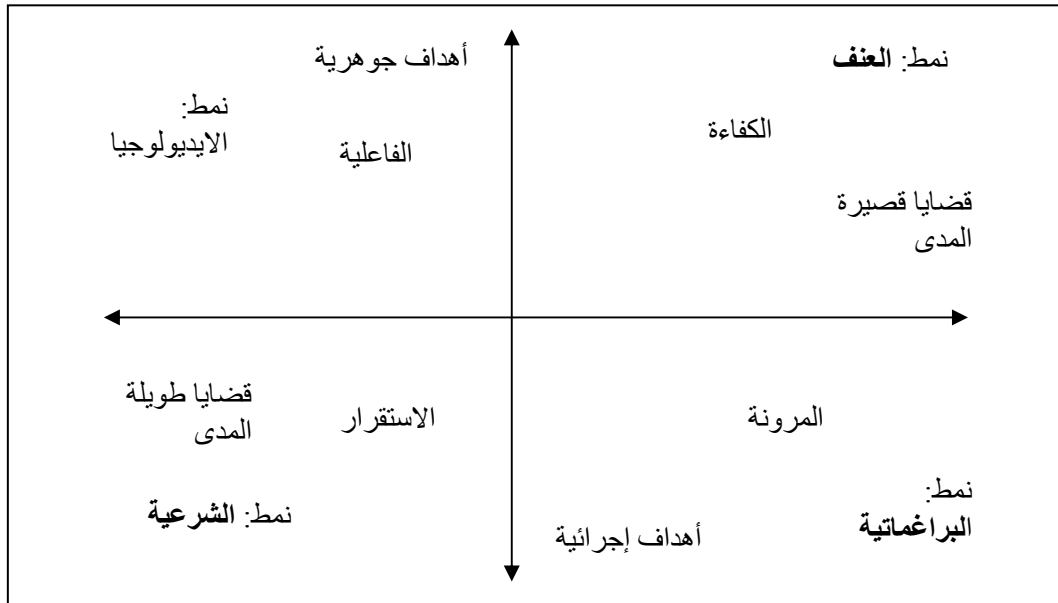 نمط: العنف
أهداف جوهرية
نمط:
الايديولوجيا
الكفاءة
الفاعلية
قضايا قصيرة
المدى
قضايا طويلة
المدى
الاستقرار
المرونة
نمط:
البراغماتية
نمط: الشرعية
أهداف إجرائية